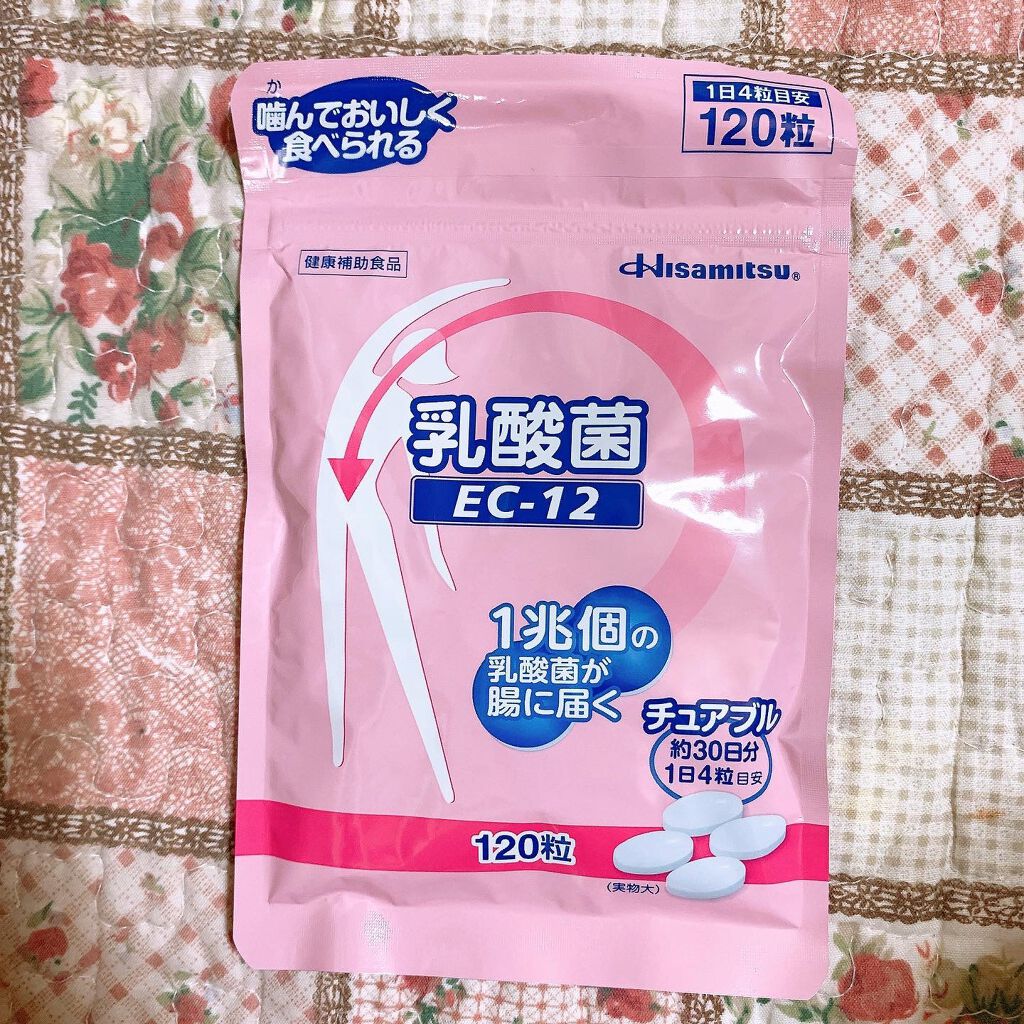 か
噛んでおいしく
食べられる
1日4粒目安
120粒
健康補助食品
Hisamitsu®
乳酸菌
EC-12
1兆個の
乳酸菌が
腸に届く
チュアブル
約30日分
1日4粒目安
120粒
(実物大)